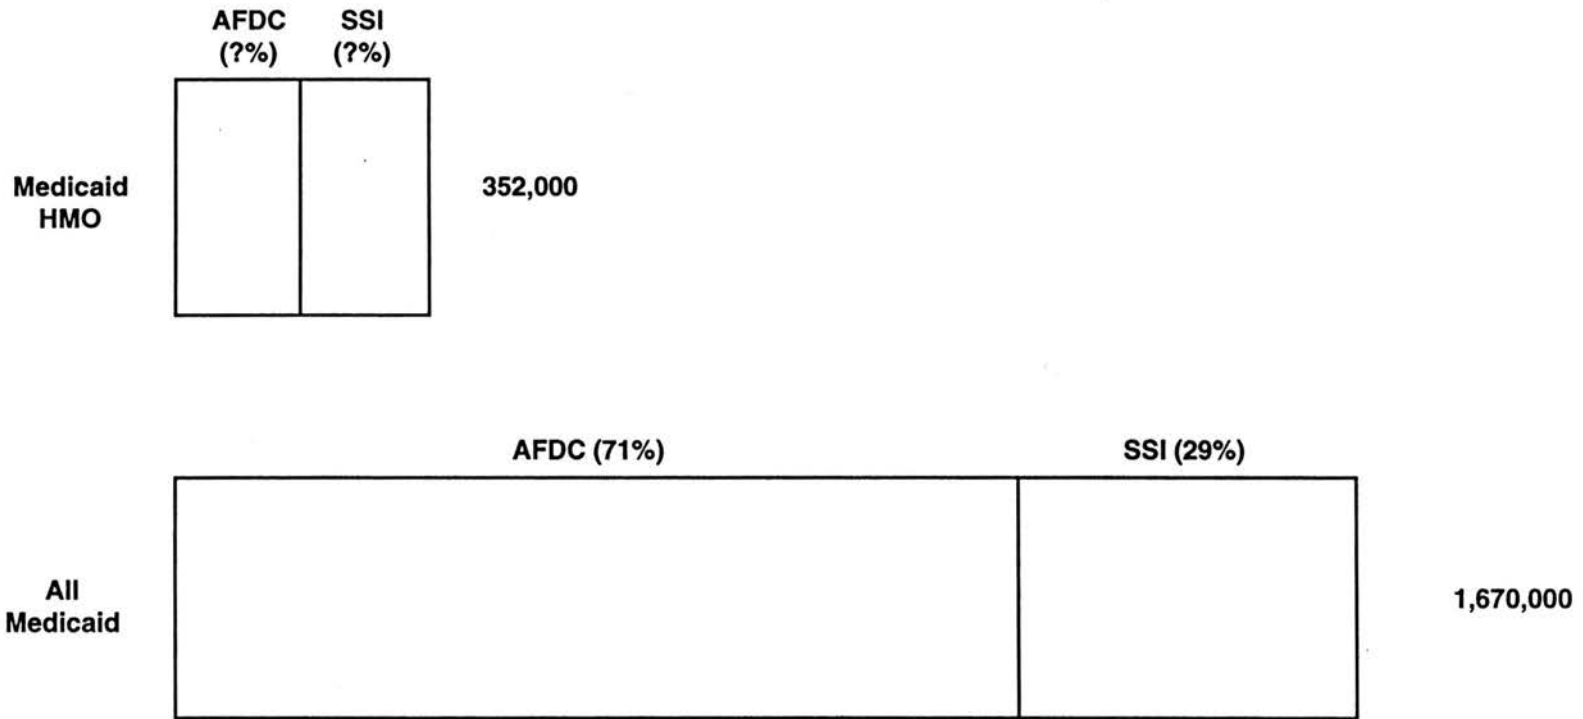 AFDC SSI
(?%) (?%)
Medicaid
HMO
352,000
AFDC (71%) SSI (29%)
All
Medicaid
1,670,000